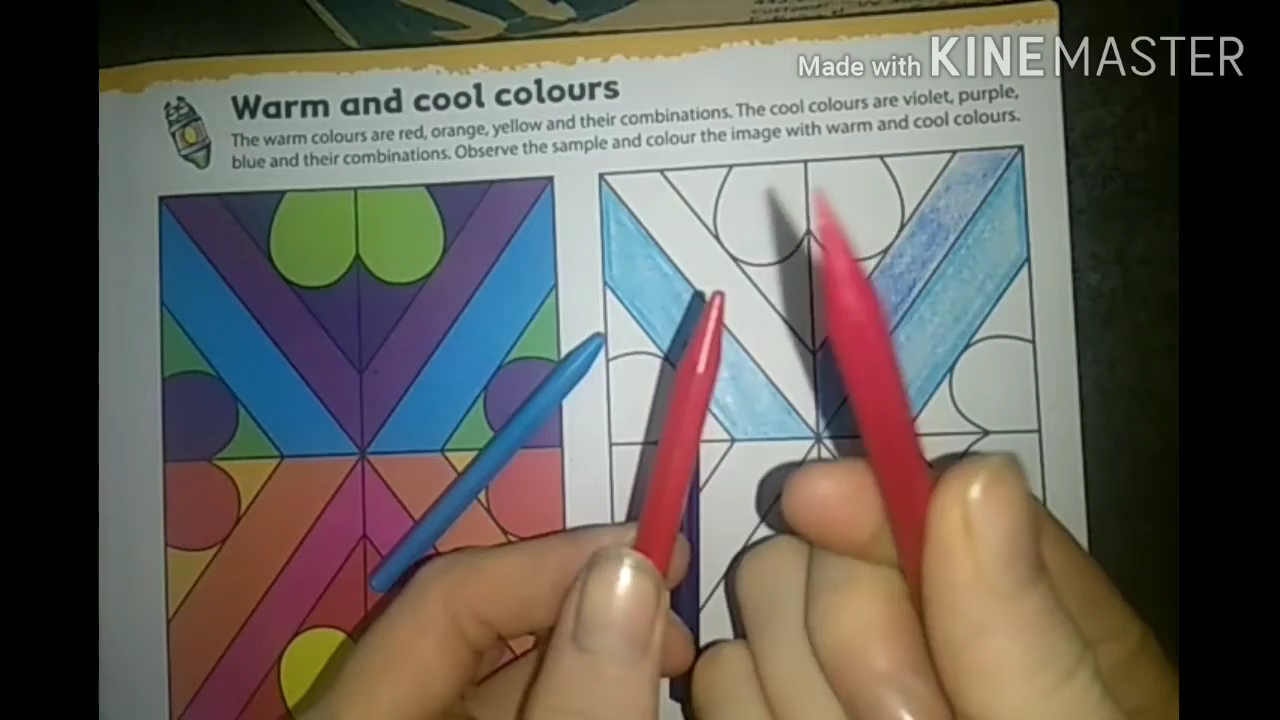 Made with KINEMASTER
Warm and cool colours
The warm colours are red, orange, yellow and their combinations. The cool colours are violet, purple,
blue and their combinations. Observe the sample and colour the image with warm and cool colours.